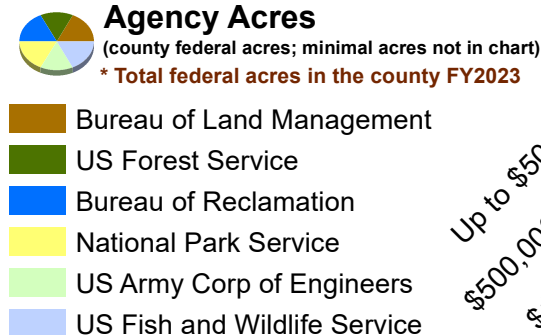 Agency Acres
(county federal acres; minimal acres not in chart)
* Total federal acres in the county FY2023
Bureau of Land Management
US Forest Service
Bureau of Reclamation
National Park Service
US Army Corp of Engineers
US Fish and Wildlife Service
Up to